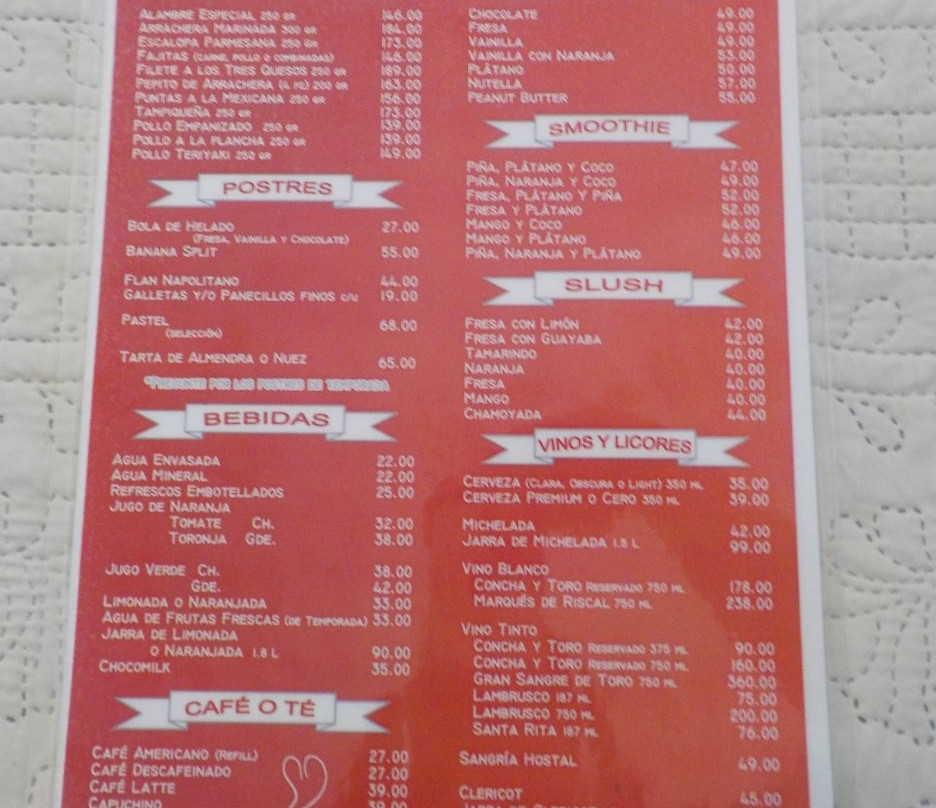 ALAMBRE ESPECIAL 250 GR 146.00
ARRACHERA MARINADA 300 GR 184.00
ESCALOPA PARMESANA 250 GR 173.00
FAJITAS (CARNE, POLLO O COMBINADAS) 146.00
FILETE A LOS TRES QUESOS 250 GR 189.00
PEPITO DE ARRACHERA (¼ PZ) 200 GR 163.00
PUNTAS A LA MEXICANA 250 GR 156.00
TAMPIQUEÑA 250 GR 173.00
POLLO EMPANIZADO 250 GR 139.00
POLLO A LA PLANCHA 250 GR 139.00
POLLO TERIYAKI 250 GR 149.00
POSTRES
BOLA DE HELADO 27.00
(FRESA, VAINILLA Y CHOCOLATE)
BANANA SPLIT 55.00
FLAN NAPOLITANO 44.00
GALLETAS Y/O PANECILLOS FINOS C/U 19.00
PASTEL 68.00
(SELECCIÓN)
TARTA DE ALMENDRA O NUEZ 65.00
*PREGUNTE POR LOS POSTRES DE TEMPORADA
BEBIDAS
AGUA ENVASADA 22.00
AGUA MINERAL 22.00
REFRESCOS EMBOTELLADOS 25.00
JUGO DE NARANJA
TOMATE CH. 32.00
TORONJA GDE. 38.00
JUGO VERDE CH. 38.00
GDE. 42.00
LIMONADA O NARANJADA 33.00
AGUA DE FRUTAS FRESCAS (DE TEMPORADA) 33.00
JARRA DE LIMONADA
O NARANJADA 1.8 L 90.00
CHOCOMILK 35.00
CAFÉ O TÉ
CAFÉ AMERICANO (REFILL) 27.00
CAFÉ DESCAFEINADO 27.00
CAFÉ LATTE 39.00
CAPUCHINO 39.00
CHOCOLATE 49.00
FRESA 49.00
VAINILLA 49.00
VAINILLA CON NARANJA 53.00
PLÁTANO 50.00
NUTELLA 57.00
PEANUT BUTTER 55.00
SMOOTHIE
PIÑA, PLÁTANO Y COCO 47.00
PIÑA, NARANJA Y COCO 49.00
FRESA, PLÁTANO Y PIÑA 52.00
FRESA Y PLÁTANO 52.00
MANGO Y COCO 46.00
MANGO Y PLÁTANO 46.00
PIÑA, NARANJA Y PLÁTANO 49.00
SLUSH
FRESA CON LIMÓN 42.00
FRESA CON GUAYABA 42.00
TAMARINDO 40.00
NARANJA 40.00
FRESA 40.00
MANGO 40.00
CHAMOYADA 44.00
VINOS Y LICORES
CERVEZA (CLARA, OBSCURA O LIGHT) 350 ML 35.00
CERVEZA PREMIUM O CERO 350 ML 39.00
MICHELADA 42.00
JARRA DE MICHELADA 1.8 L 99.00
VINO BLANCO
CONCHA Y TORO RESERVADO 750 ML 178.00
MARQUÉS DE RISCAL 750 ML 238.00
VINO TINTO
CONCHA Y TORO RESERVADO 375 ML 90.00
CONCHA Y TORO RESERVADO 750 ML 160.00
GRAN SANGRE DE TORO 750 ML 360.00
LAMBRUSCO 187 ML 75.00
LAMBRUSCO 750 ML 200.00
SANTA RITA 187 ML 76.00
SANGRÍA HOSTAL 49.00
CLERICOT 45.00